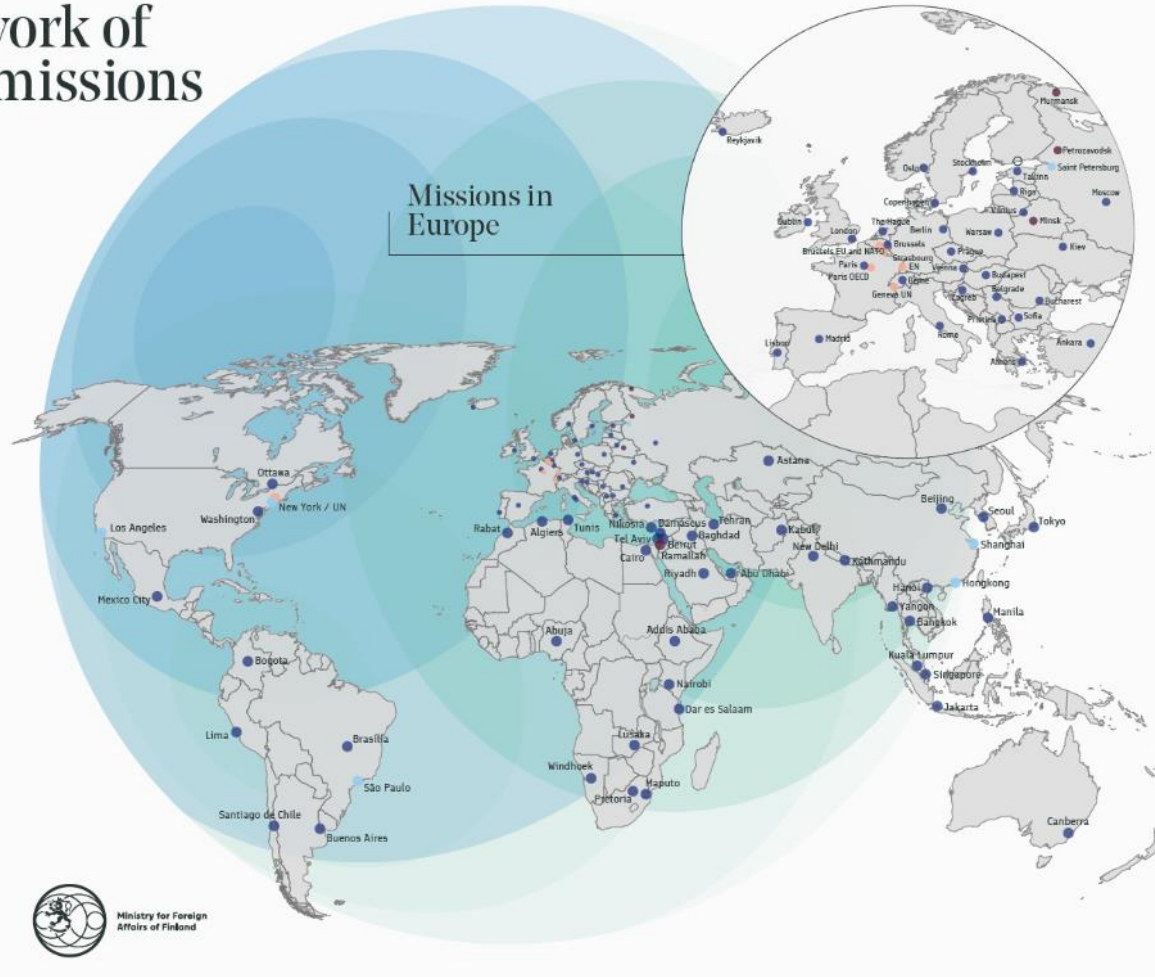 work of
missions
Missions in
Europe
Murmansk
Reykjavik
Petrozavodsk
Oslo
Stockholm
Saint Petersburg
Tallinn
Riga
Moscow
Copenhagen
Vilnius
Dublin
Minsk
The Hague
London
Berlin
Warsaw
Brussels
Kiev
Brussels EU and NATO
Prague
Strasbourg
EN
Paris
Vienna
Paris OECD
Budapest
Berne
Belgrade
Geneva UN
Zagreb
Bucharest
Pristina
Sofia
Rome
Lisbon
Madrid
Ankara
Athens
Ottawa
Astana
New York / UN
Beijing
Los Angeles
Washington
Seoul
Tokyo
Rabat
Algiers
Tunis
Nikosia
Damascus
Tehran
Kabul
Tel Aviv
Beirut
Baghdad
New Delhi
Shanghai
Cairo
Ramallah
Kathmandu
Riyadh
Abu Dhabi
Hanoi
Hongkong
Mexico City
Yangon
Manila
Bangkok
Abuja
Addis Ababa
Bogota
Kuala Lumpur
Nairobi
Singapore
Dar es Salaam
Jakarta
Lima
Brasília
Lusaka
Windhoek
São Paulo
Maputo
Pretoria
Santiago de Chile
Buenos Aires
Canberra
Ministry for Foreign
Affairs of Finland